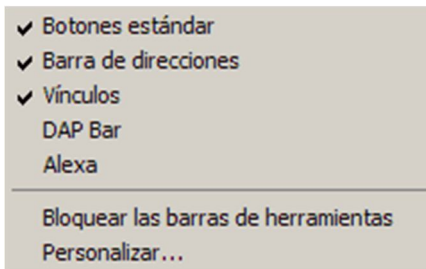 Botones estándar
Barra de direcciones
Vínculos
DAP Bar
Alexa
Bloquear las barras de herramientas
Personalizar...